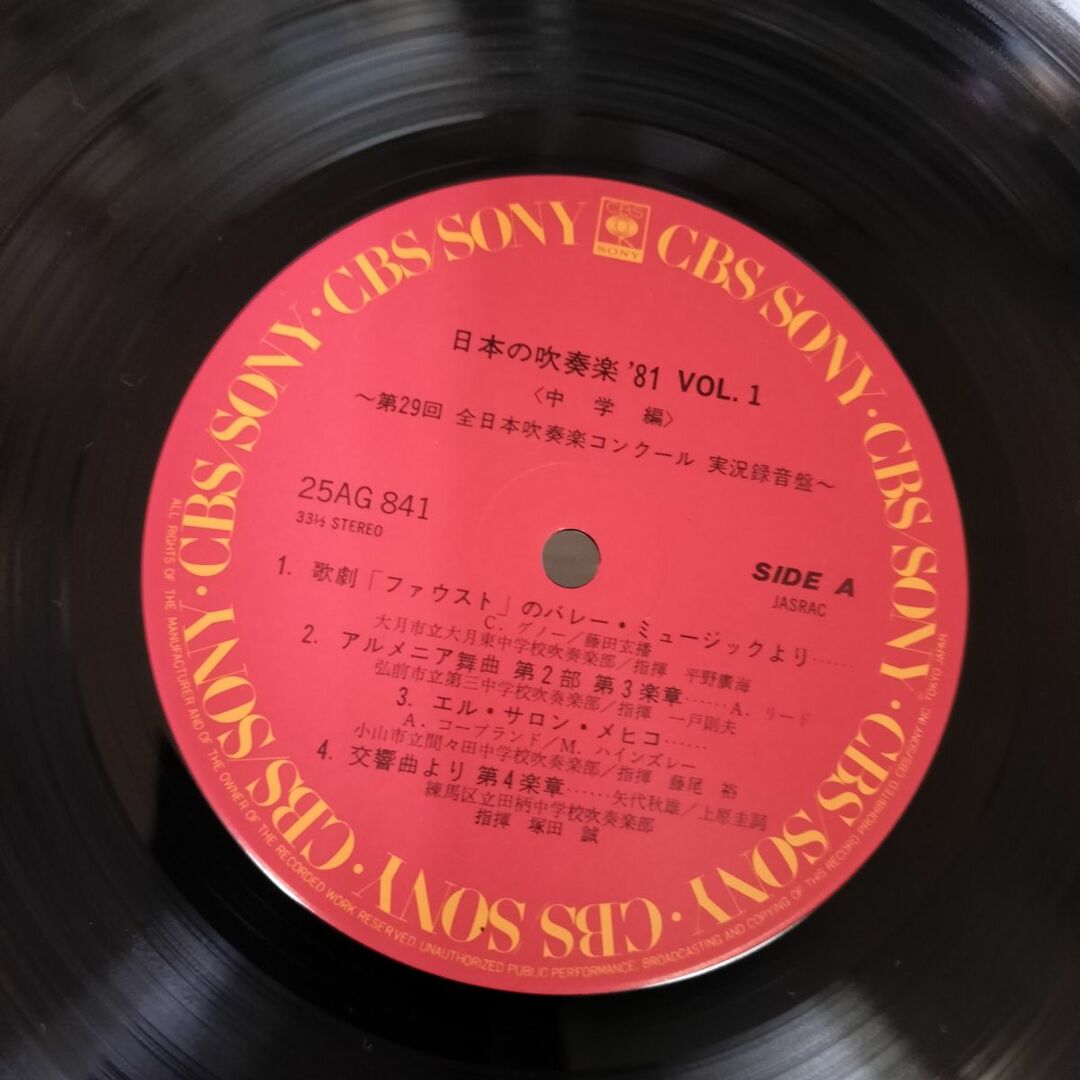 CBS/SONY・CBS/SONY・CBS/SONY・CBS/SONY・CBS/SONY・CBS/SONY・CBS/SONY・CBS/SONY
CBS
SONY
日本の吹奏楽 '81 VOL.1
〈中学編〉
～第29回 全日本吹奏楽コンクール 実況録音盤～
25AG 841
33⅓ STEREO
SIDE A
JASRAC
1. 歌劇「ファウスト」のバレー・ミュージックより……
C. グノー/藤田玄播
大月市立大月東中学校吹奏楽部/指揮 平野廣海
2. アルメニア舞曲 第2部 第3楽章……A. リード
弘前市立第三中学校吹奏楽部/指揮 一戸則夫
3. エル・サロン・メヒコ……
A. コープランド/M. ハインズレー
小山市立間々田中学校吹奏楽部/指揮 藤尾 裕
4. 交響曲より 第4楽章……矢代秋雄/上原圭詞
練馬区立田柄中学校吹奏楽部
指揮 塚田 誠
ALL RIGHTS OF THE MANUFACTURER AND OF THE OWNER OF THE RECORDED WORK RESERVED. UNAUTHORIZED PUBLIC PERFORMANCE. BROADCASTING AND COPYING OF THIS RECORD PROHIBITED. CBS/SONY INC. TOKYO JAPAN